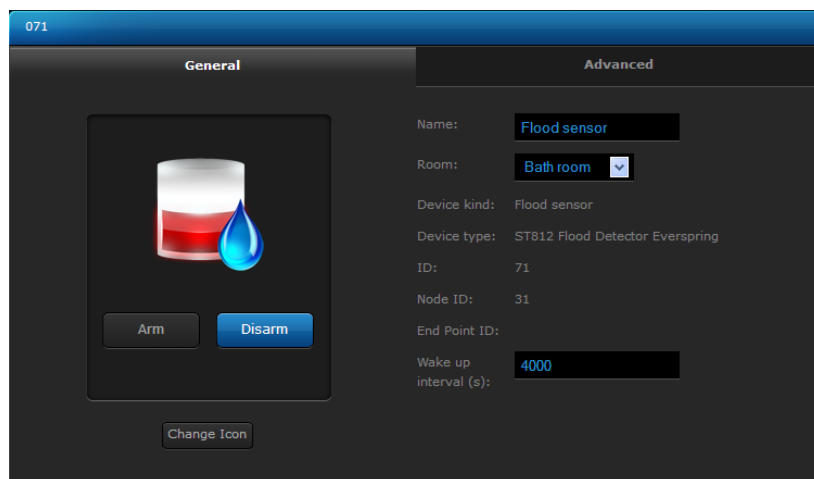 071
General
Advanced
Name: Flood sensor
Room: Bath room
Device kind: Flood sensor
Device type: ST812 Flood Detector Everspring
ID: 71
Node ID: 31
End Point ID:
Wake up
interval (s): 4000
Arm
Disarm
Change Icon